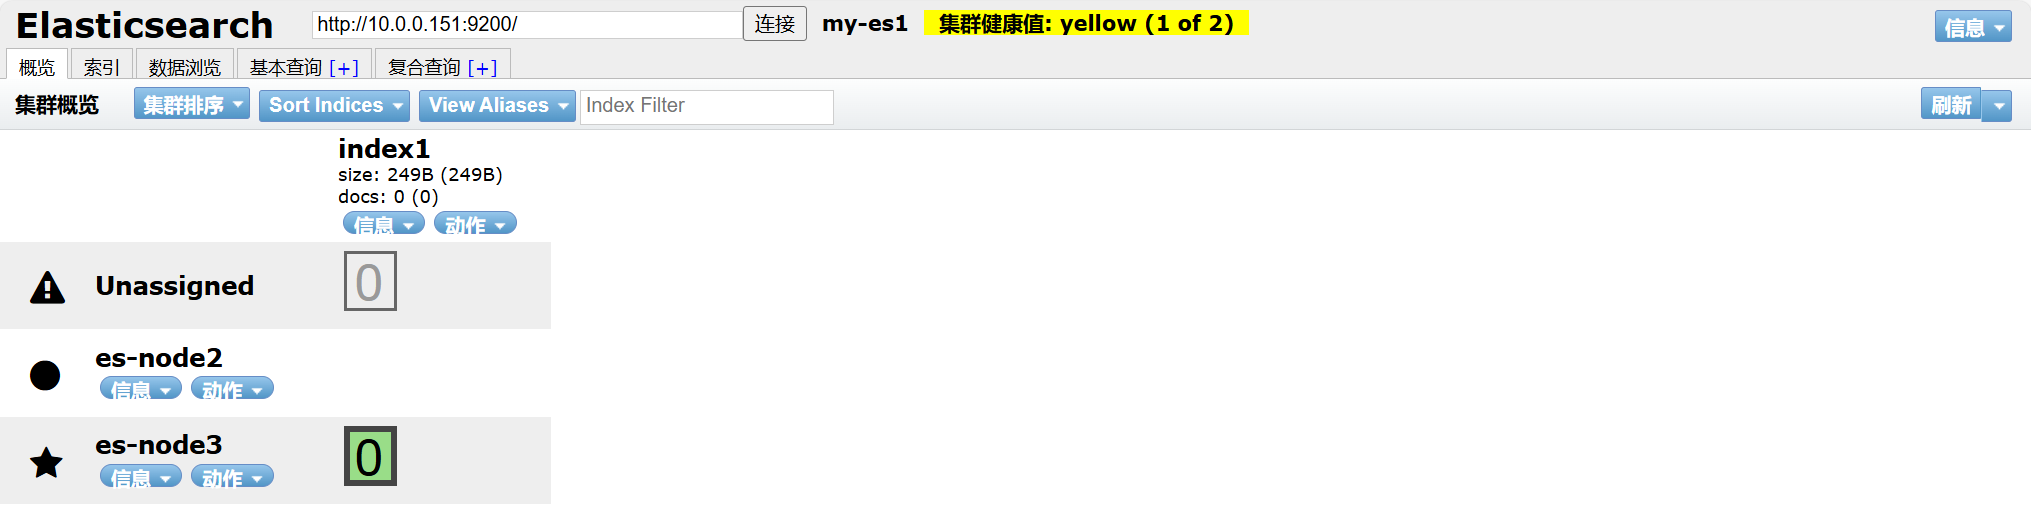 Elasticsearch http://10.0.0.151:9200/ 连接 my-es1 集群健康值: yellow (1 of 2) 信息
概览 索引 数据浏览 基本查询 [+] 复合查询 [+]
集群概览 集群排序 Sort Indices View Aliases Index Filter 刷新
index1
size: 249B (249B)
docs: 0 (0)
信息 动作
Unassigned 0
es-node2
信息 动作
es-node3 0
信息 动作